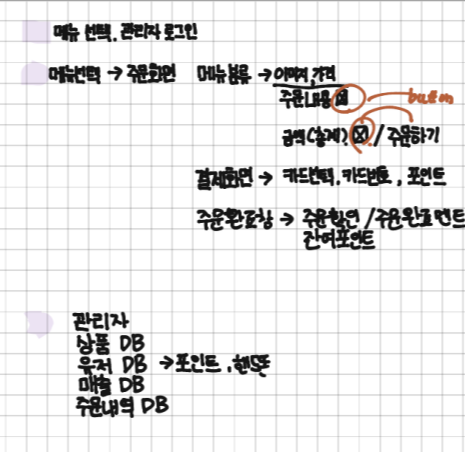 메뉴 선택, 관리자 로그인
메뉴선택 → 주문화면 메뉴분류 → 이미지, 가격
주문내용 ☒ button
금액(총계), ☒ / 주문하기
결제화면 → 카드선택, 카드번호, 포인트
주문완료창 → 주문확인 / 주문완료멘트
잔여포인트
관리자
상품 DB
유저 DB → 포인트, 핸드폰
매출 DB
주문내역 DB